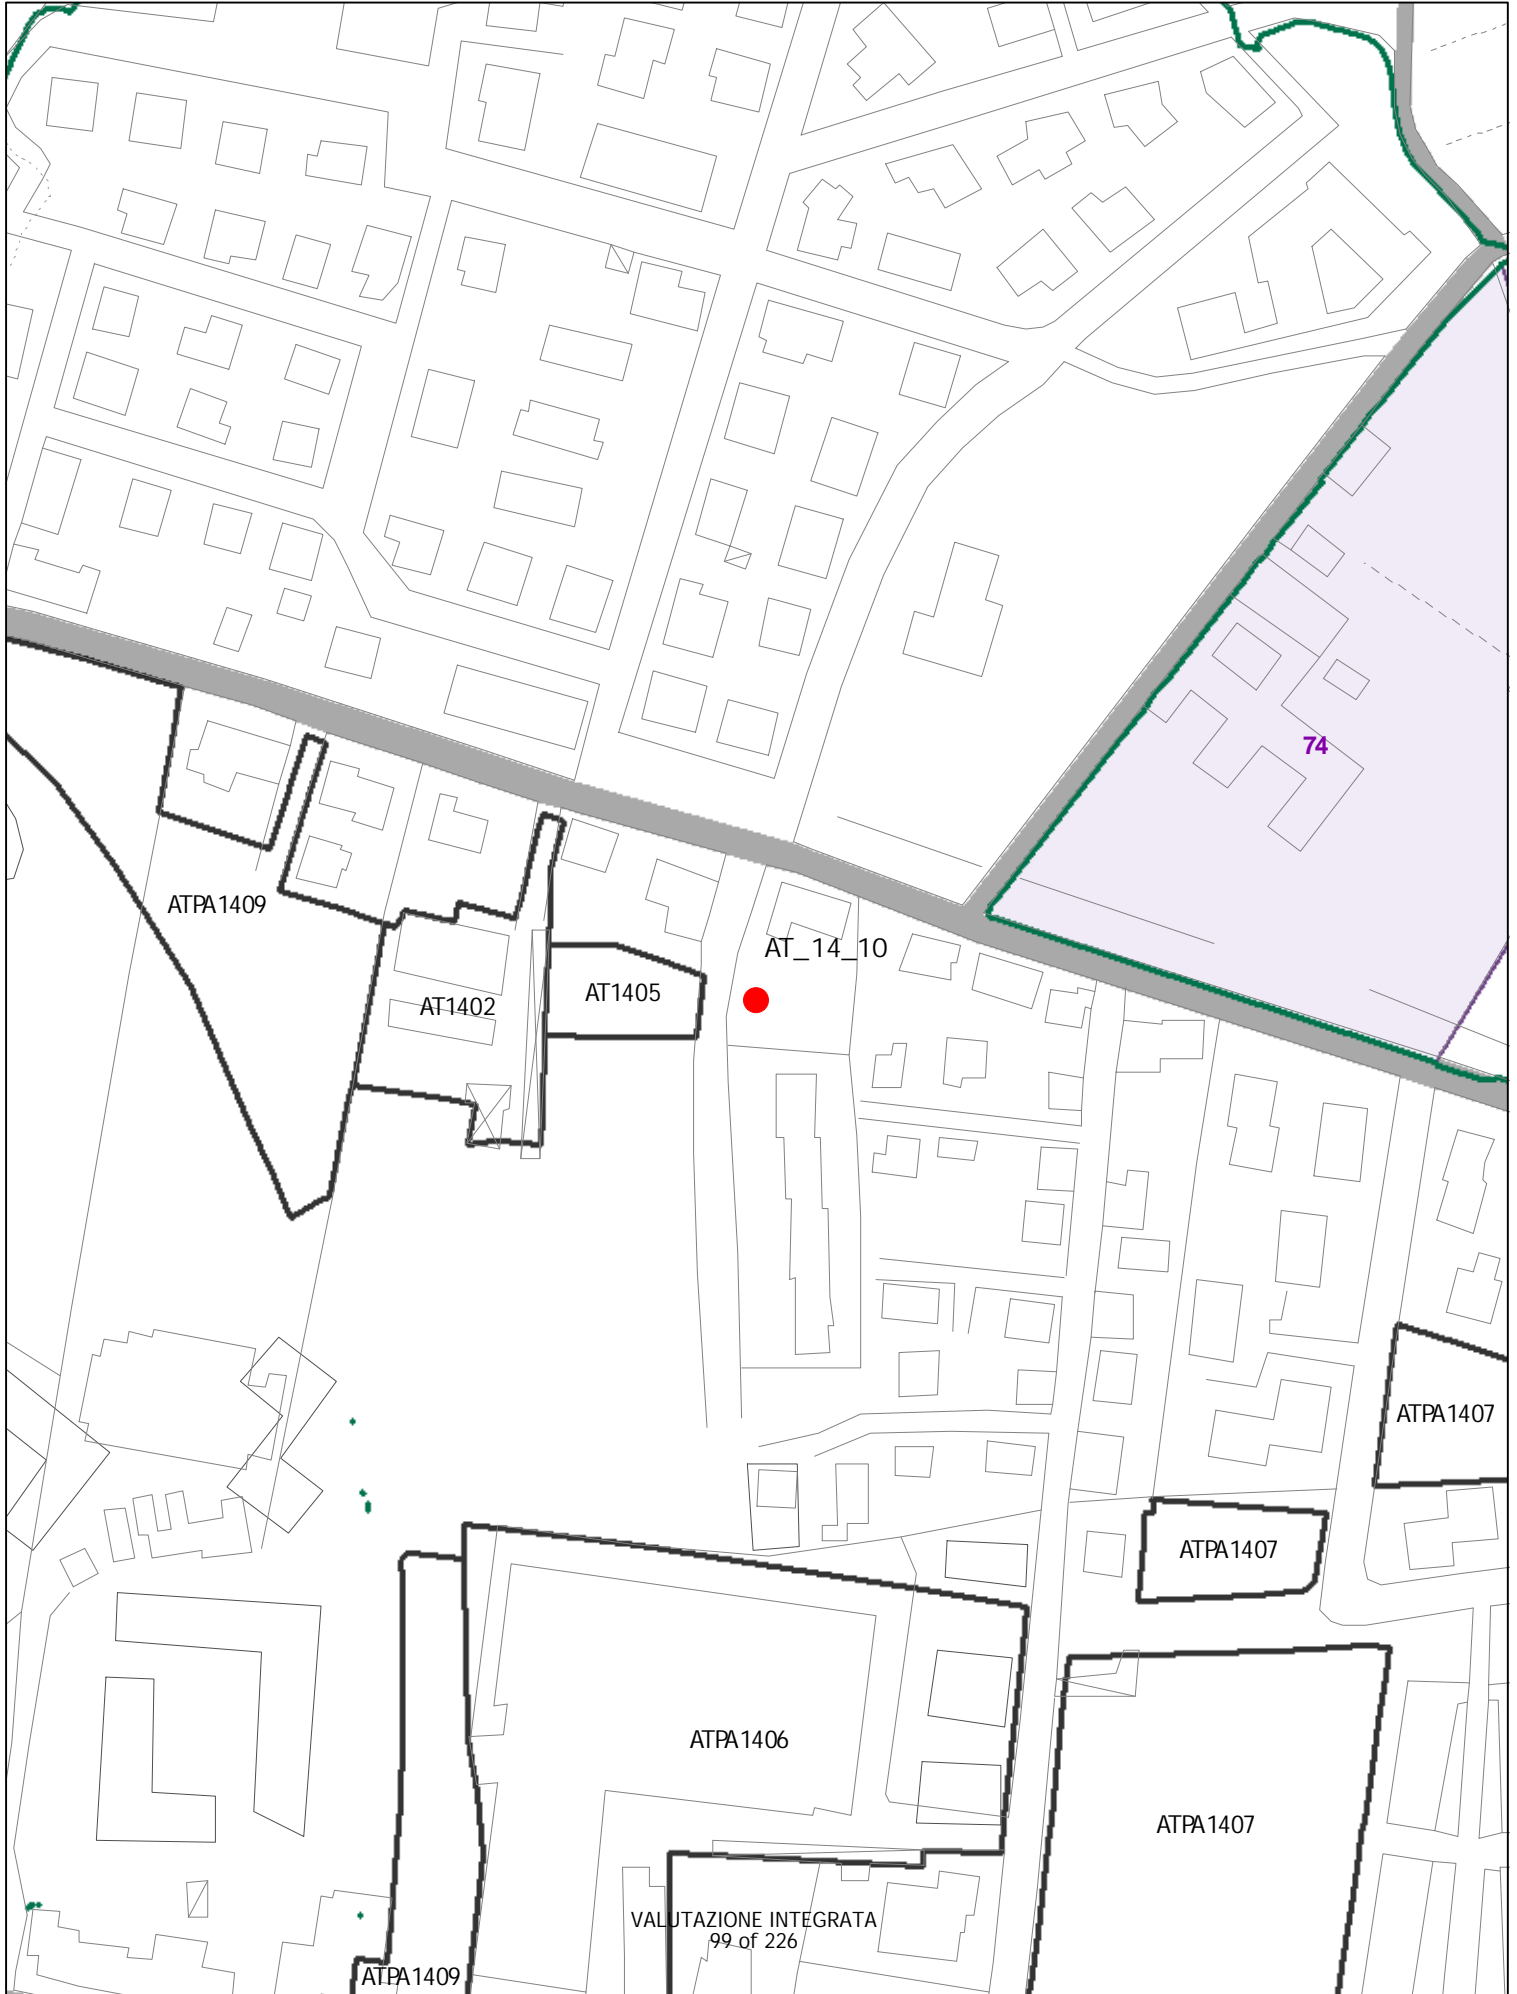 74
ATPA1409
AT_14_10
AT1402
AT1405
ATPA1407
ATPA1407
ATPA1406
ATPA1407
VALUTAZIONE INTEGRATA
99 of 226
ATPA1409